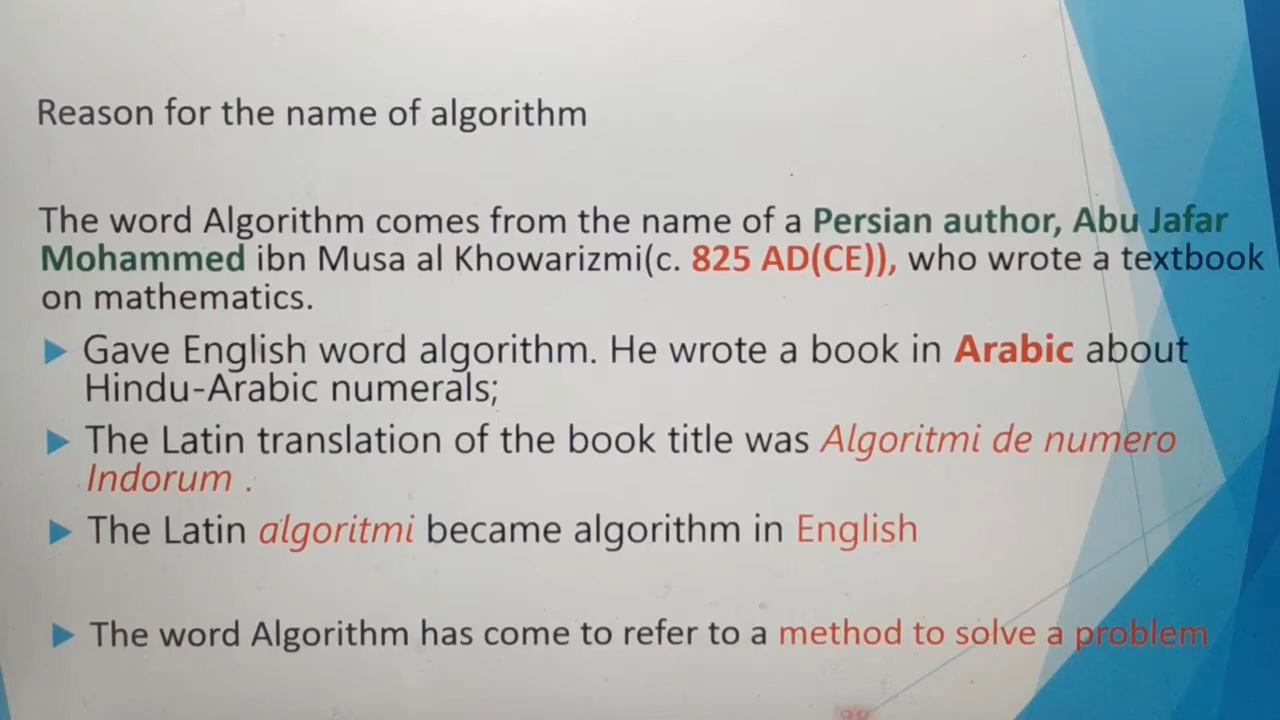 Reason for the name of algorithm
The word Algorithm comes from the name of a Persian author, Abu Jafar
Mohammed ibn Musa al Khowarizmi(c. 825 AD(CE)), who wrote a textbook
on mathematics.
Gave English word algorithm. He wrote a book in Arabic about
Hindu-Arabic numerals;
The Latin translation of the book title was Algoritmi de numero
Indorum .
The Latin algoritmi became algorithm in English
The word Algorithm has come to refer to a method to solve a problem